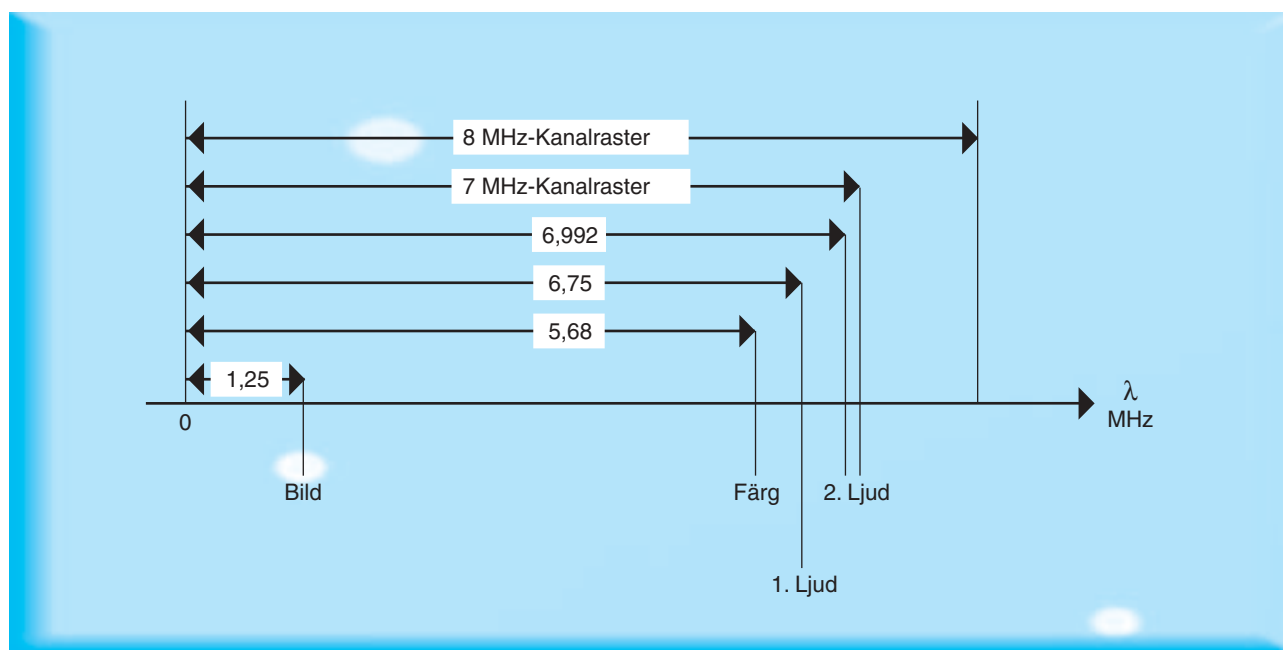 8 MHz-Kanalraster
7 MHz-Kanalraster
6,992
6,75
5,68
1,25
λ
0
MHz
Bild
Färg
2. Ljud
1. Ljud